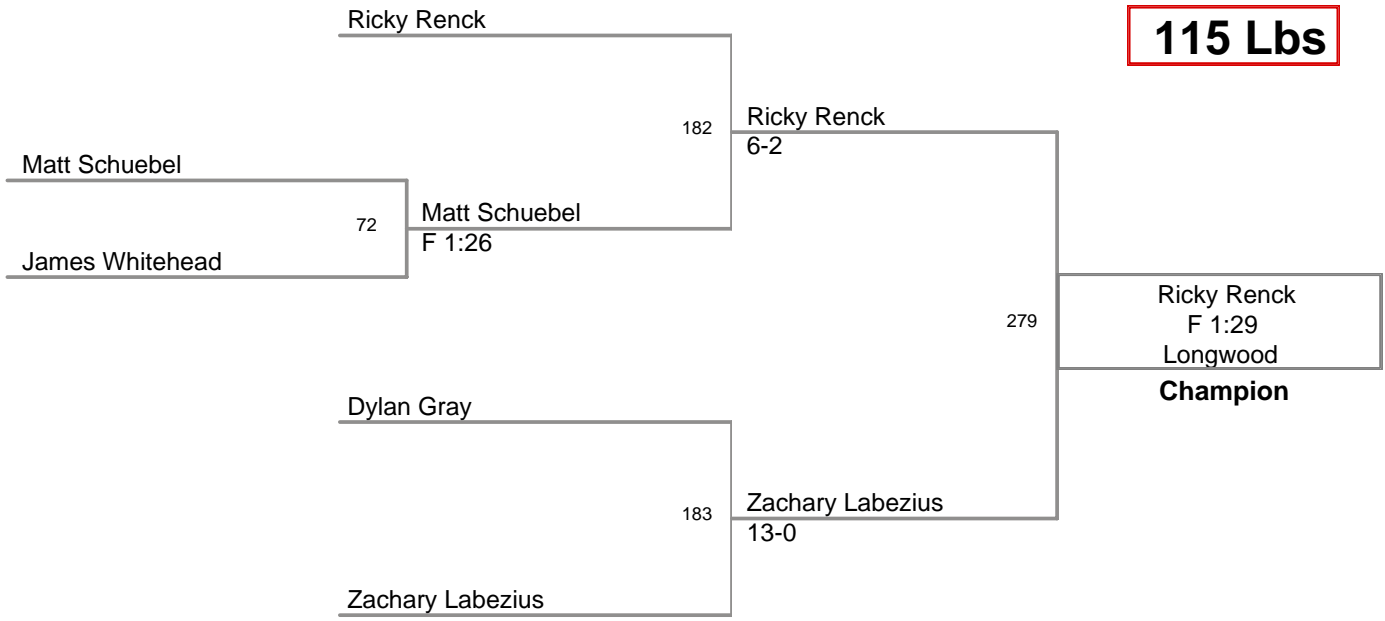 Ricky Renck
115 Lbs
182
Ricky Renck
6-2
Matt Schuebel
72
Matt Schuebel
F 1:26
James Whitehead
279
Ricky Renck
F 1:29
Longwood
Champion
Dylan Gray
183
Zachary Labezius
13-0
Zachary Labezius